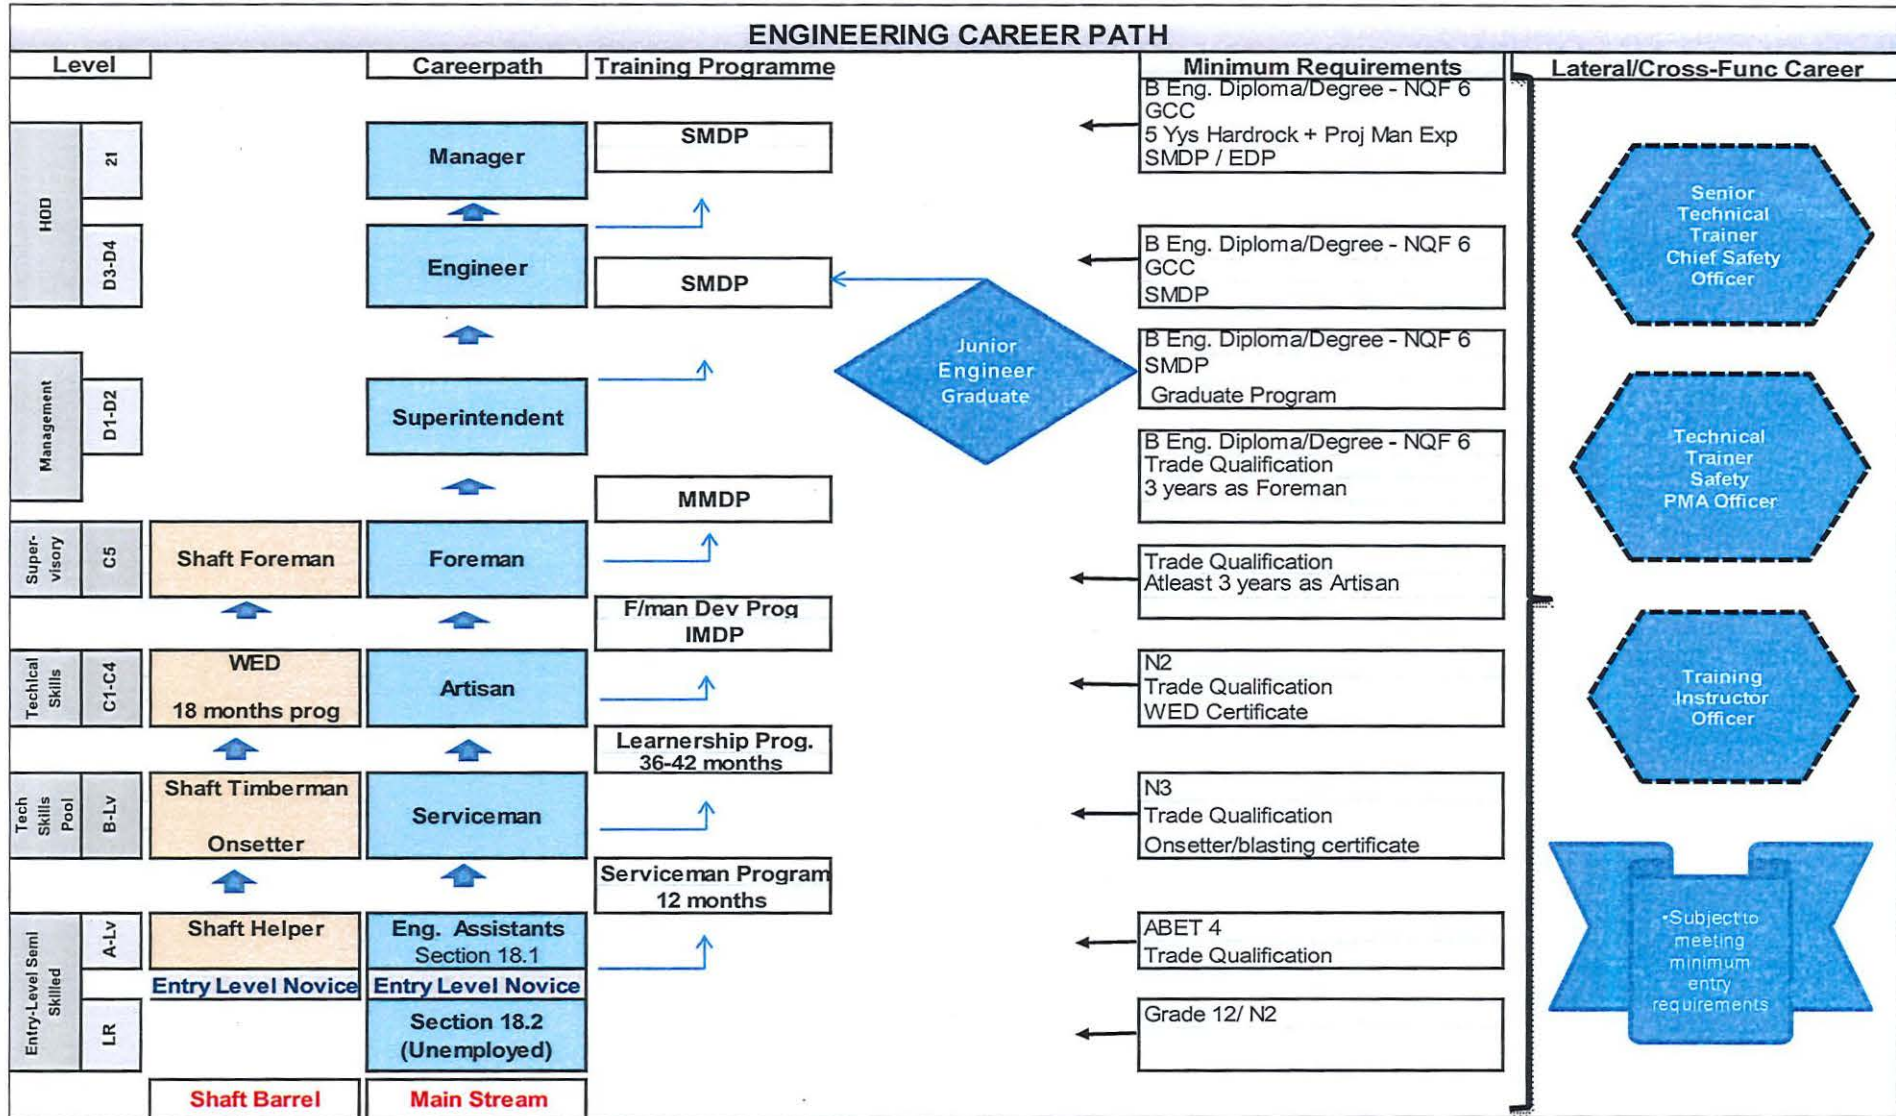 ENGINEERING CAREER PATH
Level
Careerpath
Training Programme
Minimum Requirements
Lateral/Cross-Func Career
HOD
21
Manager
SMDP
B Eng. Diploma/Degree - NQF 6
GCC
5 Yys Hardrock + Proj Man Exp
SMDP / EDP
D3-D4
Engineer
SMDP
B Eng. Diploma/Degree - NQF 6
GCC
SMDP
Senior
Technical
Trainer
Chief Safety
Officer
Junior
Engineer
Graduate
B Eng. Diploma/Degree - NQF 6
SMDP
Graduate Program
Management
D1-D2
Superintendent
B Eng. Diploma/Degree - NQF 6
Trade Qualification
3 years as Foreman
Technical
Trainer
Safety
PMA Officer
MMDP
Super-
visory
C5
Shaft Foreman
Foreman
Trade Qualification
Atleast 3 years as Artisan
F/man Dev Prog
IMDP
Techical
Skills
C1-C4
WED
18 months prog
Artisan
N2
Trade Qualification
WED Certificate
Training
Instructor
Officer
Learnership Prog.
36-42 months
Tech
Skills
Pool
B-Lv
Shaft Timberman
Onsetter
Serviceman
N3
Trade Qualification
Onsetter/blasting certificate
Serviceman Program
12 months
Entry-Level Semi
Skilled
A-Lv
Shaft Helper
Eng. Assistants
Section 18.1
ABET 4
Trade Qualification
•Subject to
meeting
minimum
entry
requirements
Entry Level Novice
Entry Level Novice
LR
Section 18.2
(Unemployed)
Grade 12/ N2
Shaft Barrel
Main Stream